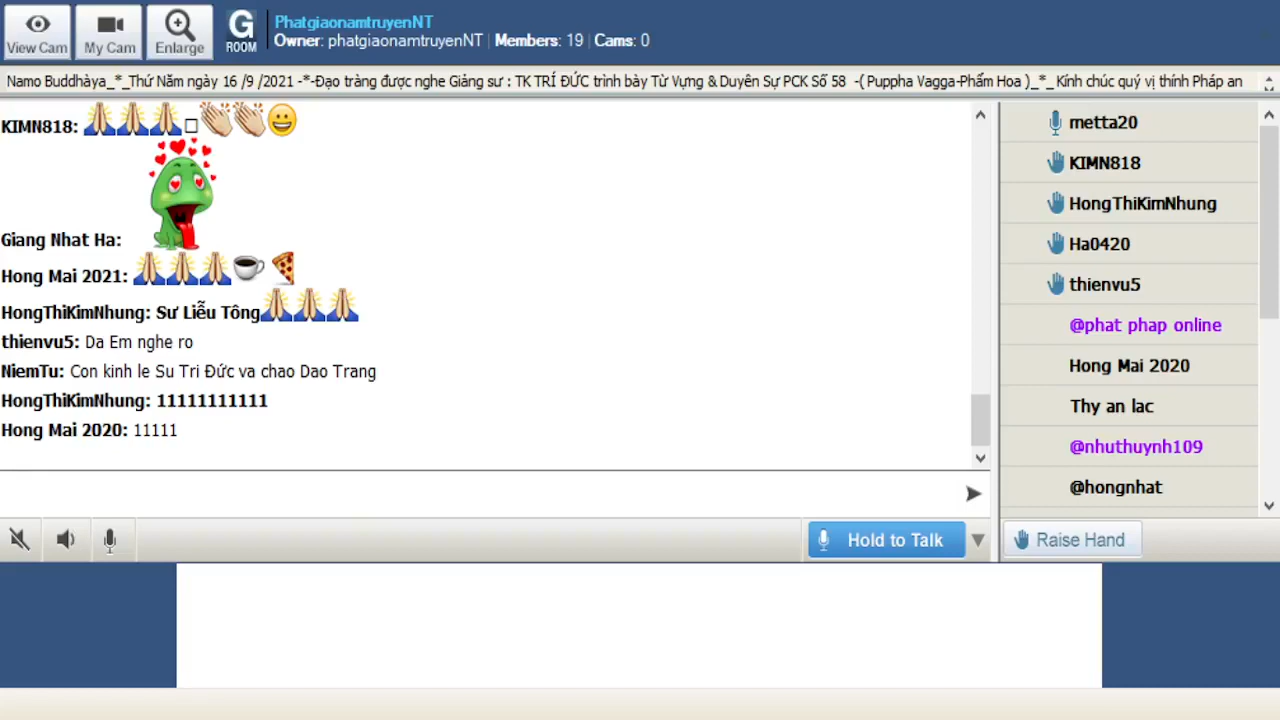 View Cam
My Cam
Enlarge
G
ROOM
PhatgiaonamtruyenNT
Owner: phatgiaonamtruyenNT | Members: 19 | Cams: 0
Namo Buddhàya_*_Thứ Năm ngày 16 /9 /2021 -*-Đạo tràng được nghe Giảng sư : TK TRÍ ĐỨC trình bày Từ Vựng & Duyên Sự PCK Số 58 -( Puppha Vagga-Phẩm Hoa )_*_ Kính chúc quý vị thính Pháp an
KIMN818:
Giang Nhat Ha:
Hong Mai 2021:
HongThiKimNhung: Sư Liễu Tông
thienvu5: Da Em nghe ro
NiemTu: Con kinh le Su Tri Đức va chao Dao Trang
HongThiKimNhung: 11111111111
Hong Mai 2020: 11111
metta20
KIMN818
HongThiKimNhung
Ha0420
thienvu5
@phat phap online
Hong Mai 2020
Thy an lac
@nhuthuynh109
@hongnhat
Hold to Talk
Raise Hand